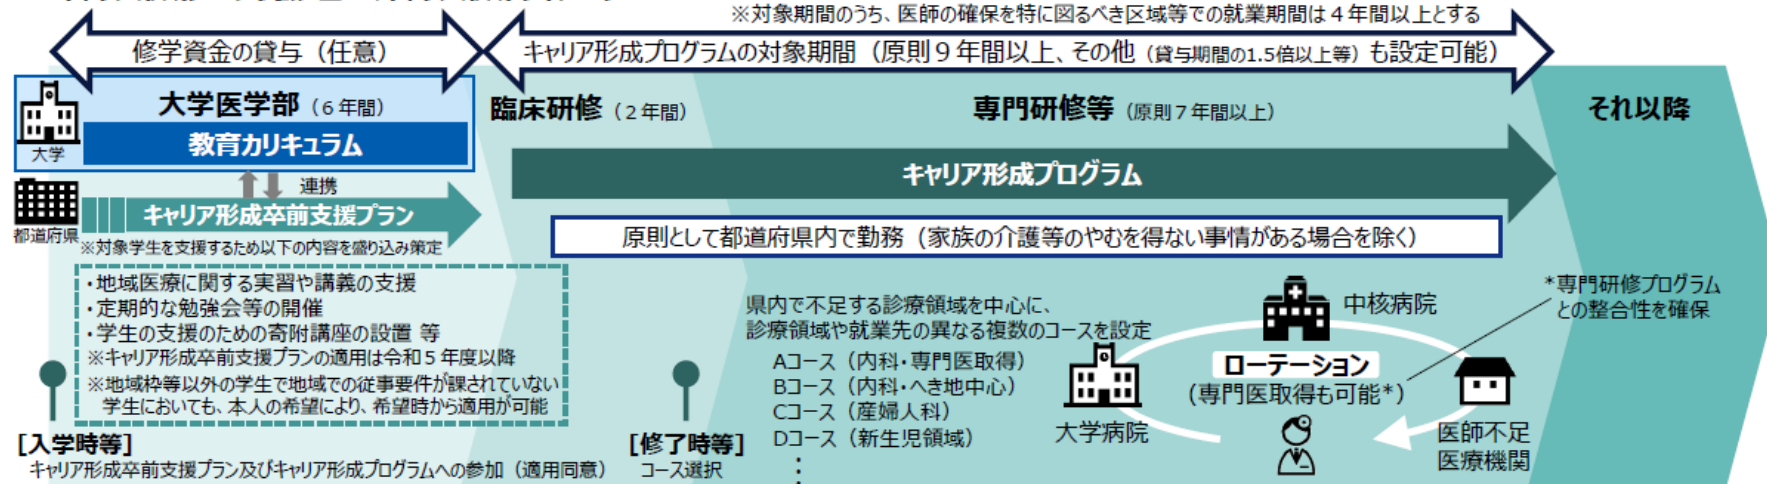 ※対象期間のうち、医師の確保を特に図るべき区域等での就業期間は４年間以上とする
修学資金の貸与（任意）
キャリア形成プログラムの対象期間（原則９年間以上、その他（貸与期間の1.5倍以上等）も設定可能）
大学医学部（６年間）
臨床研修（２年間）
専門研修等（原則７年間以上）
それ以降
大学
教育カリキュラム
連携
キャリア形成プログラム
都道府県
キャリア形成卒前支援プラン
※対象学生を支援するため以下の内容を盛り込み策定
原則として都道府県内で勤務（家族の介護等のやむを得ない事情がある場合を除く）
・地域医療に関する実習や講義の支援
・定期的な勉強会等の開催
・学生の支援のための寄附講座の設置 等
※キャリア形成卒前支援プランの適用は令和５年度以降
※地域枠等以外の学生で地域での従事要件が課されていない
学生においても、本人の希望により、希望時から適用が可能
[入学時等]
キャリア形成卒前支援プラン及びキャリア形成プログラムへの参加（適用同意）
[修了時等]
コース選択
県内で不足する診療領域を中心に、
診療領域や就業先の異なる複数のコースを設定
Aコース（内科・専門医取得）
Bコース（内科・へき地中心）
Cコース（産婦人科）
Dコース（新生児領域）
：
中核病院
ローテーション
(専門医取得も可能*)
大学病院
医師不足
医療機関
*専門研修プログラム
との整合性を確保